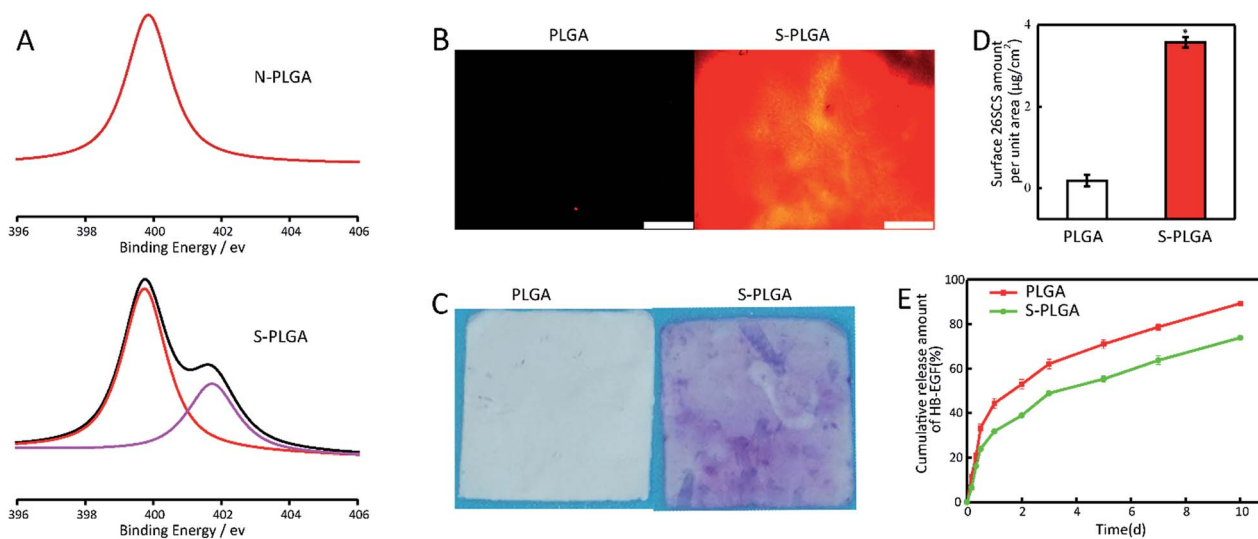 A
N-PLGA
396 398 400 402 404 406
Binding Energy / ev
S-PLGA
396 398 400 402 404 406
Binding Energy / ev
B
PLGA S-PLGA
C
PLGA S-PLGA
D
Surface 26SCS amount
per unit area (μg/cm²)
4
2
0
*
PLGA S-PLGA
E
Cumulative release amount
of HB-EGF(%)
100
80
60
40
20
0
PLGA
S-PLGA
0 2 4 6 8 10
Time(d)